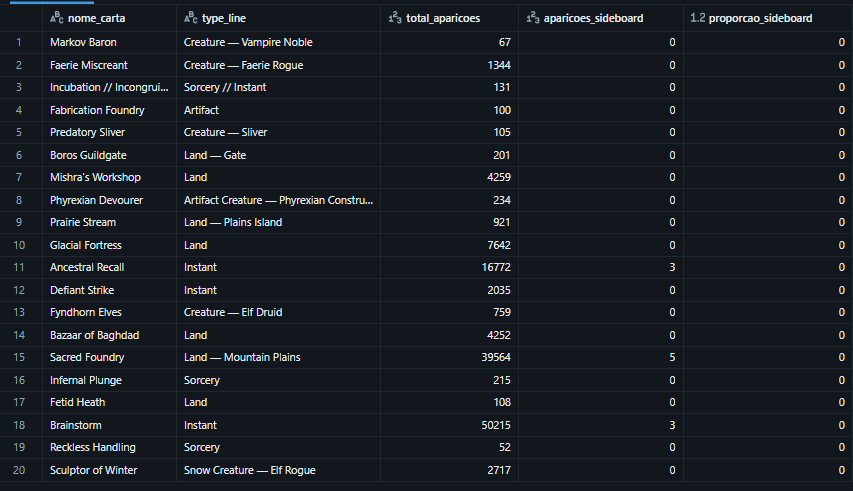 nome_carta type_line total_aparicoes aparicoes_sideboard proporcao_sideboard
1 Markov Baron Creature — Vampire Noble 67 0 0
2 Faerie Miscreant Creature — Faerie Rogue 1344 0 0
3 Incubation // Incongrui... Sorcery // Instant 131 0 0
4 Fabrication Foundry Artifact 100 0 0
5 Predatory Sliver Creature — Sliver 105 0 0
6 Boros Guildgate Land — Gate 201 0 0
7 Mishra's Workshop Land 4259 0 0
8 Phyrexian Devourer Artifact Creature — Phyrexian Constru... 234 0 0
9 Prairie Stream Land — Plains Island 921 0 0
10 Glacial Fortress Land 7642 0 0
11 Ancestral Recall Instant 16772 3 0
12 Defiant Strike Instant 2035 0 0
13 Fyndhorn Elves Creature — Elf Druid 759 0 0
14 Bazaar of Baghdad Land 4252 0 0
15 Sacred Foundry Land — Mountain Plains 39564 5 0
16 Infernal Plunge Sorcery 215 0 0
17 Fetid Heath Land 108 0 0
18 Brainstorm Instant 50215 3 0
19 Reckless Handling Sorcery 52 0 0
20 Sculptor of Winter Snow Creature — Elf Rogue 2717 0 0